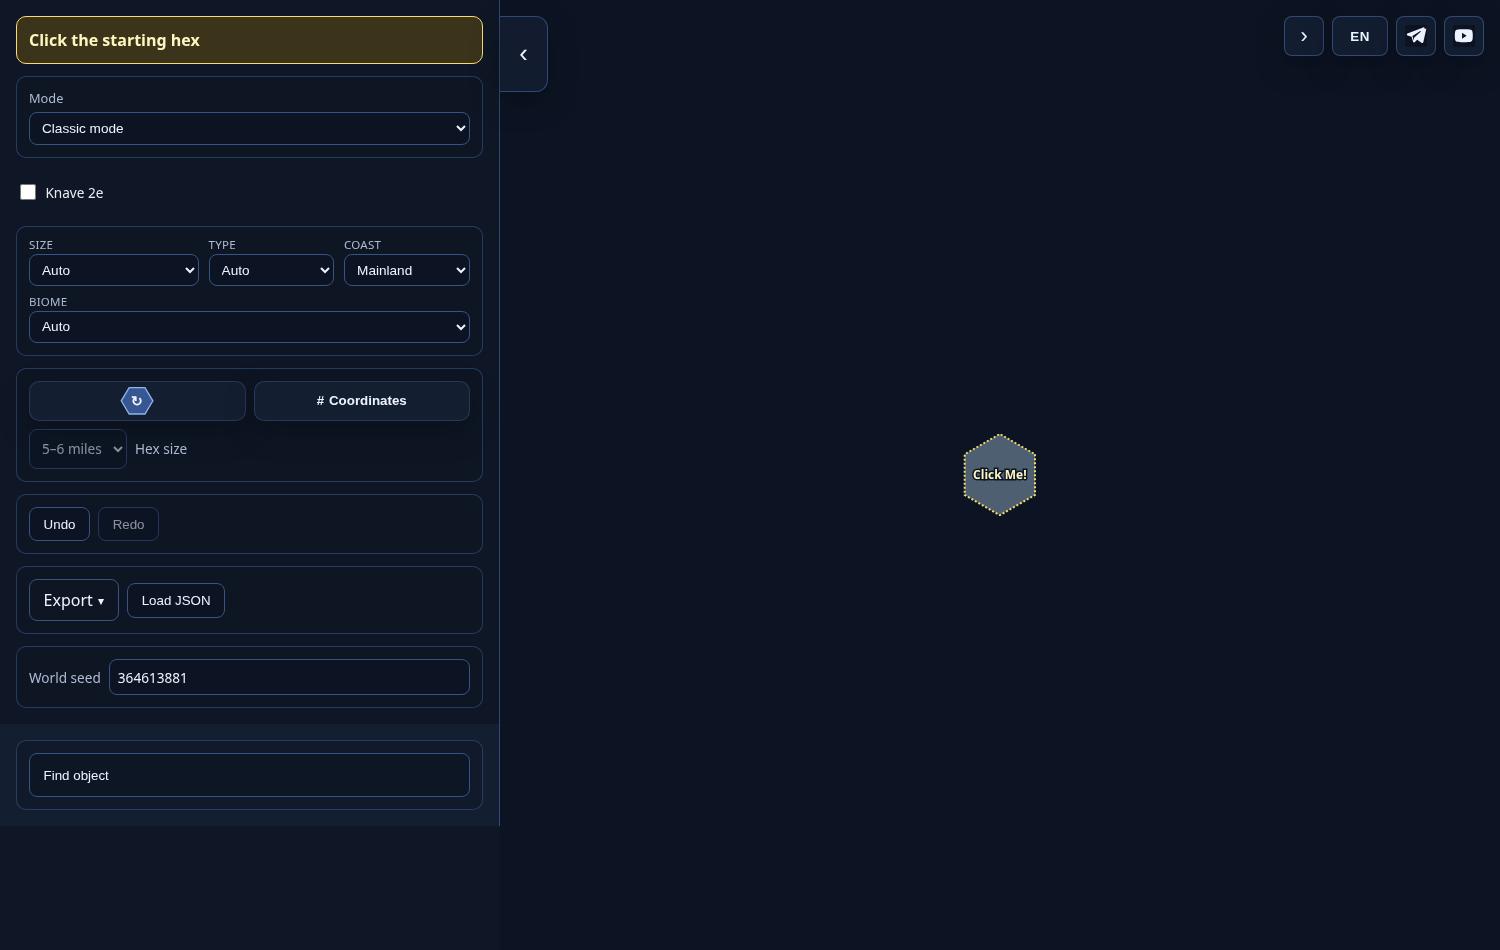 Click the starting hex
‹
› EN
Mode
Classic mode
Knave 2e
SIZE TYPE COAST
Auto Auto Mainland
BIOME
Auto
↻ # Coordinates
5–6 miles Hex size
Click Me!
Undo Redo
Export ▾ Load JSON
World seed 364613881
Find object